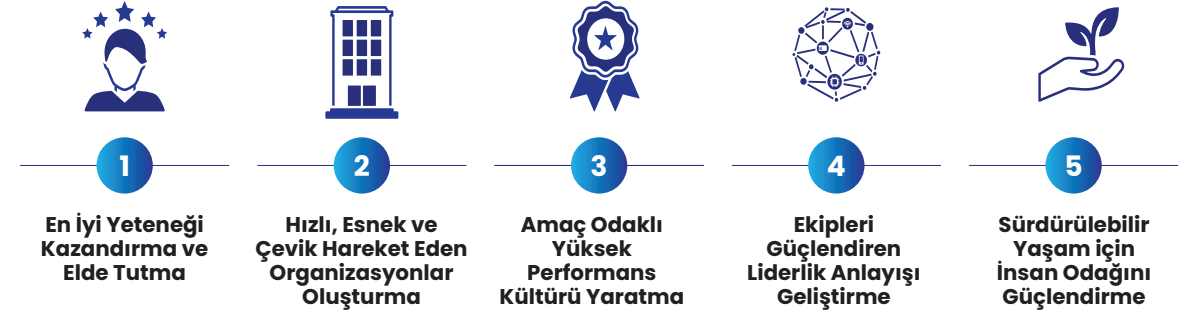 1
En İyi Yeteneği
Kazandırma ve
Elde Tutma
2
Hızlı, Esnek ve
Çevik Hareket Eden
Organizasyonlar
Oluşturma
3
Amaç Odaklı
Yüksek
Performans
Kültürü Yaratma
4
Ekipleri
Güçlendiren
Liderlik Anlayışı
Geliştirme
5
Sürdürülebilir
Yaşam için
İnsan Odağını
Güçlendirme